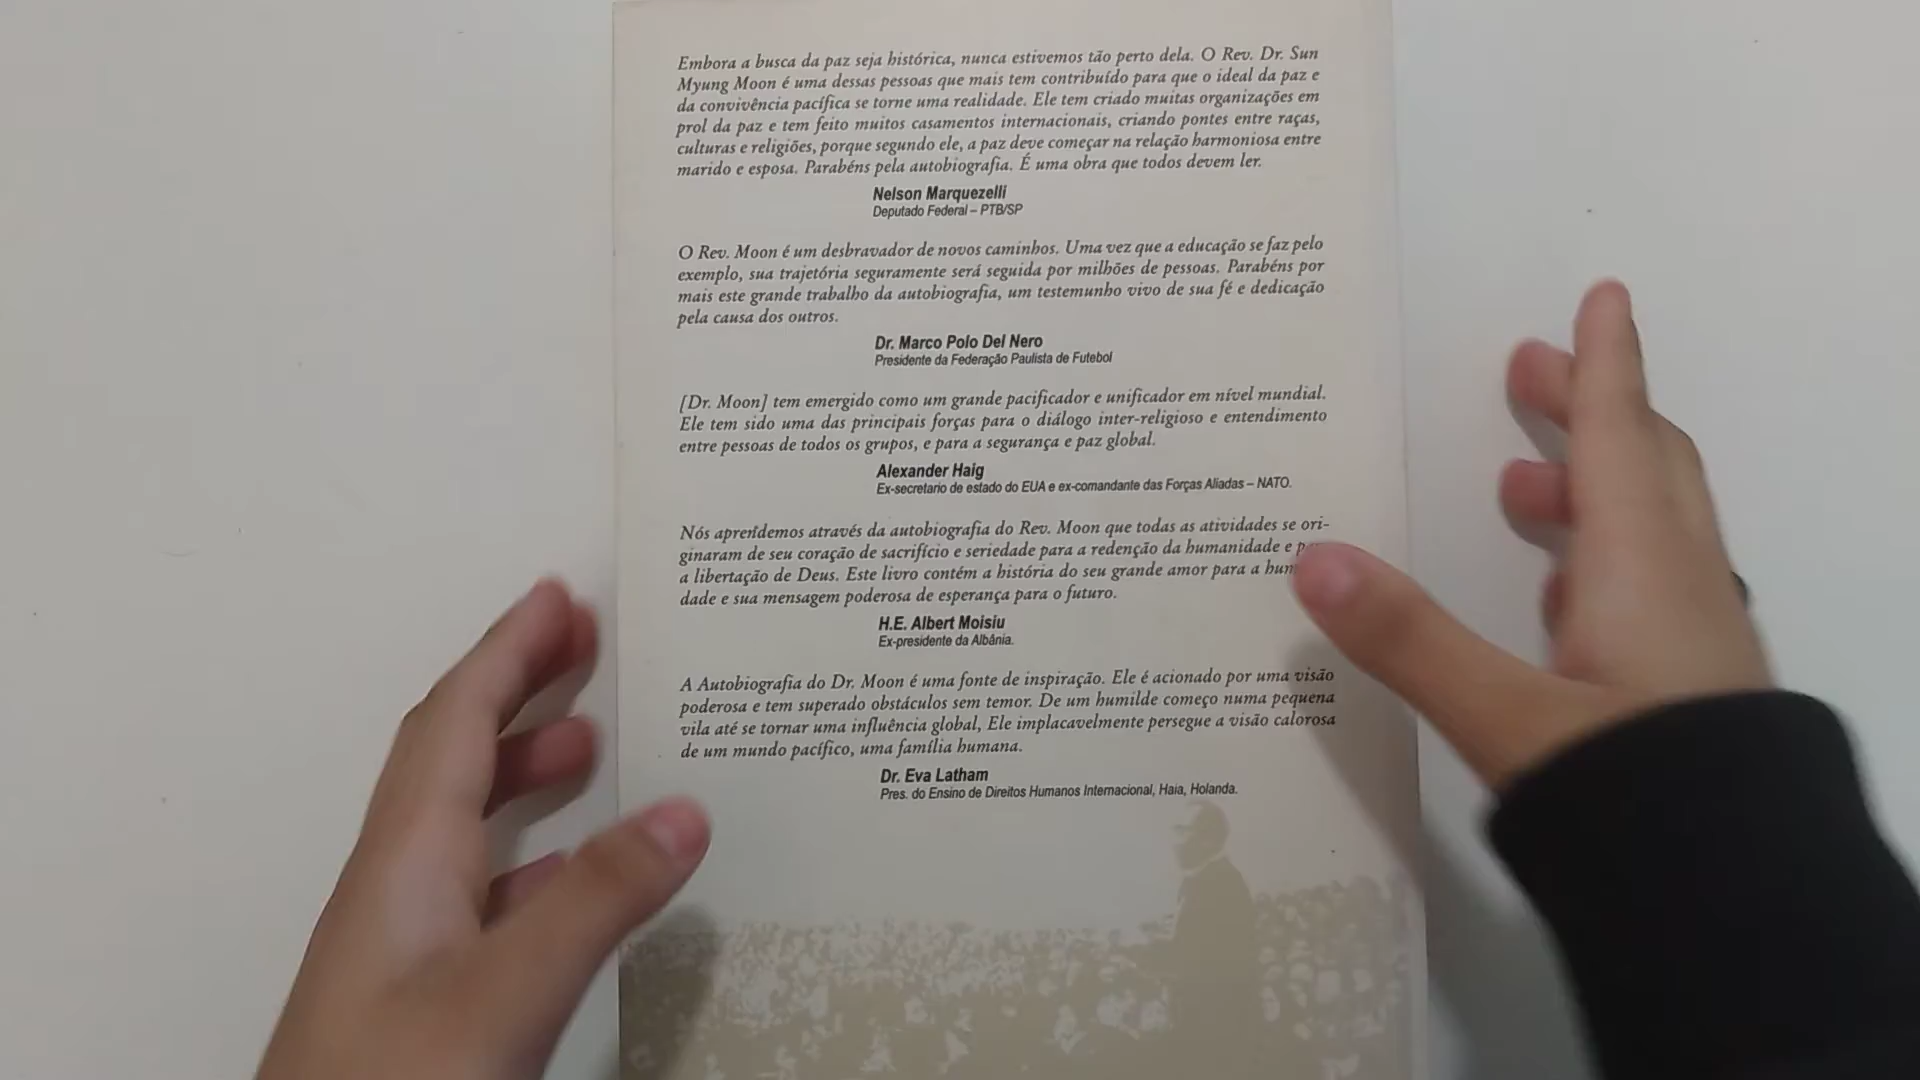 Embora a busca da paz seja histórica, nunca estivemos tão perto dela. O Rev. Dr. Sun
Myung Moon é uma dessas pessoas que mais tem contribuído para que o ideal da paz e
da convivência pacífica se torne uma realidade. Ele tem criado muitas organizações em
prol da paz e tem feito muitos casamentos internacionais, criando pontes entre raças,
culturas e religiões, porque segundo ele, a paz deve começar na relação harmoniosa entre
marido e esposa. Parabéns pela autobiografia. É uma obra que todos devem ler.
Nelson Marquezelli
Deputado Federal – PTB/SP
O Rev. Moon é um desbravador de novos caminhos. Uma vez que a educação se faz pelo
exemplo, sua trajetória seguramente será seguida por milhões de pessoas. Parabéns por
mais este grande trabalho da autobiografia, um testemunho vivo de sua fé e dedicação
pela causa dos outros.
Dr. Marco Polo Del Nero
Presidente da Federação Paulista de Futebol
[Dr. Moon] tem emergido como um grande pacificador e unificador em nível mundial.
Ele tem sido uma das principais forças para o diálogo inter-religioso e entendimento
entre pessoas de todos os grupos, e para a segurança e paz global.
Alexander Haig
Ex-secretario de estado do EUA e ex-comandante das Forças Aliadas – NATO.
Nós aprendemos através da autobiografia do Rev. Moon que todas as atividades se ori-
ginaram de seu coração de sacrifício e seriedade para a redenção da humanidade e
a libertação de Deus. Este livro contém a história do seu grande amor para a
dade e sua mensagem poderosa de esperança para o futuro.
H.E. Albert Moisiu
Ex-presidente da Albânia.
A Autobiografia do Dr. Moon é uma fonte de inspiração. Ele é acionado por uma visão
poderosa e tem superado obstáculos sem temor. De um humilde começo numa pequena
vila até se tornar uma influência global, Ele implacavelmente persegue a visão calorosa
de um mundo pacífico, uma família humana.
Dr. Eva Latham
Pres. do Ensino de Direitos Humanos Internacional, Haia, Holanda.